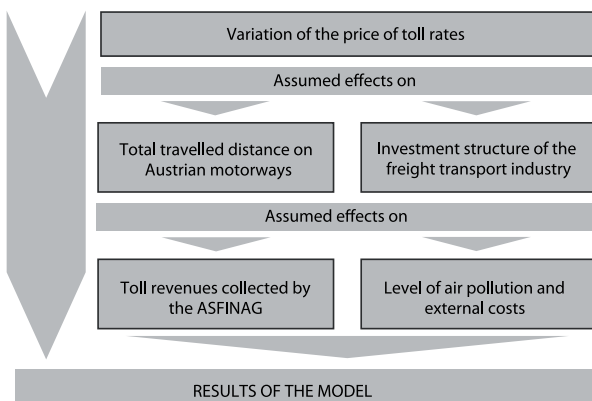 Variation of the price of toll rates
Assumed effects on
Total travelled distance on
Austrian motorways
Investment structure of the
freight transport industry
Assumed effects on
Toll revenues collected by
the ASFINAG
Level of air pollution and
external costs
RESULTS OF THE MODEL